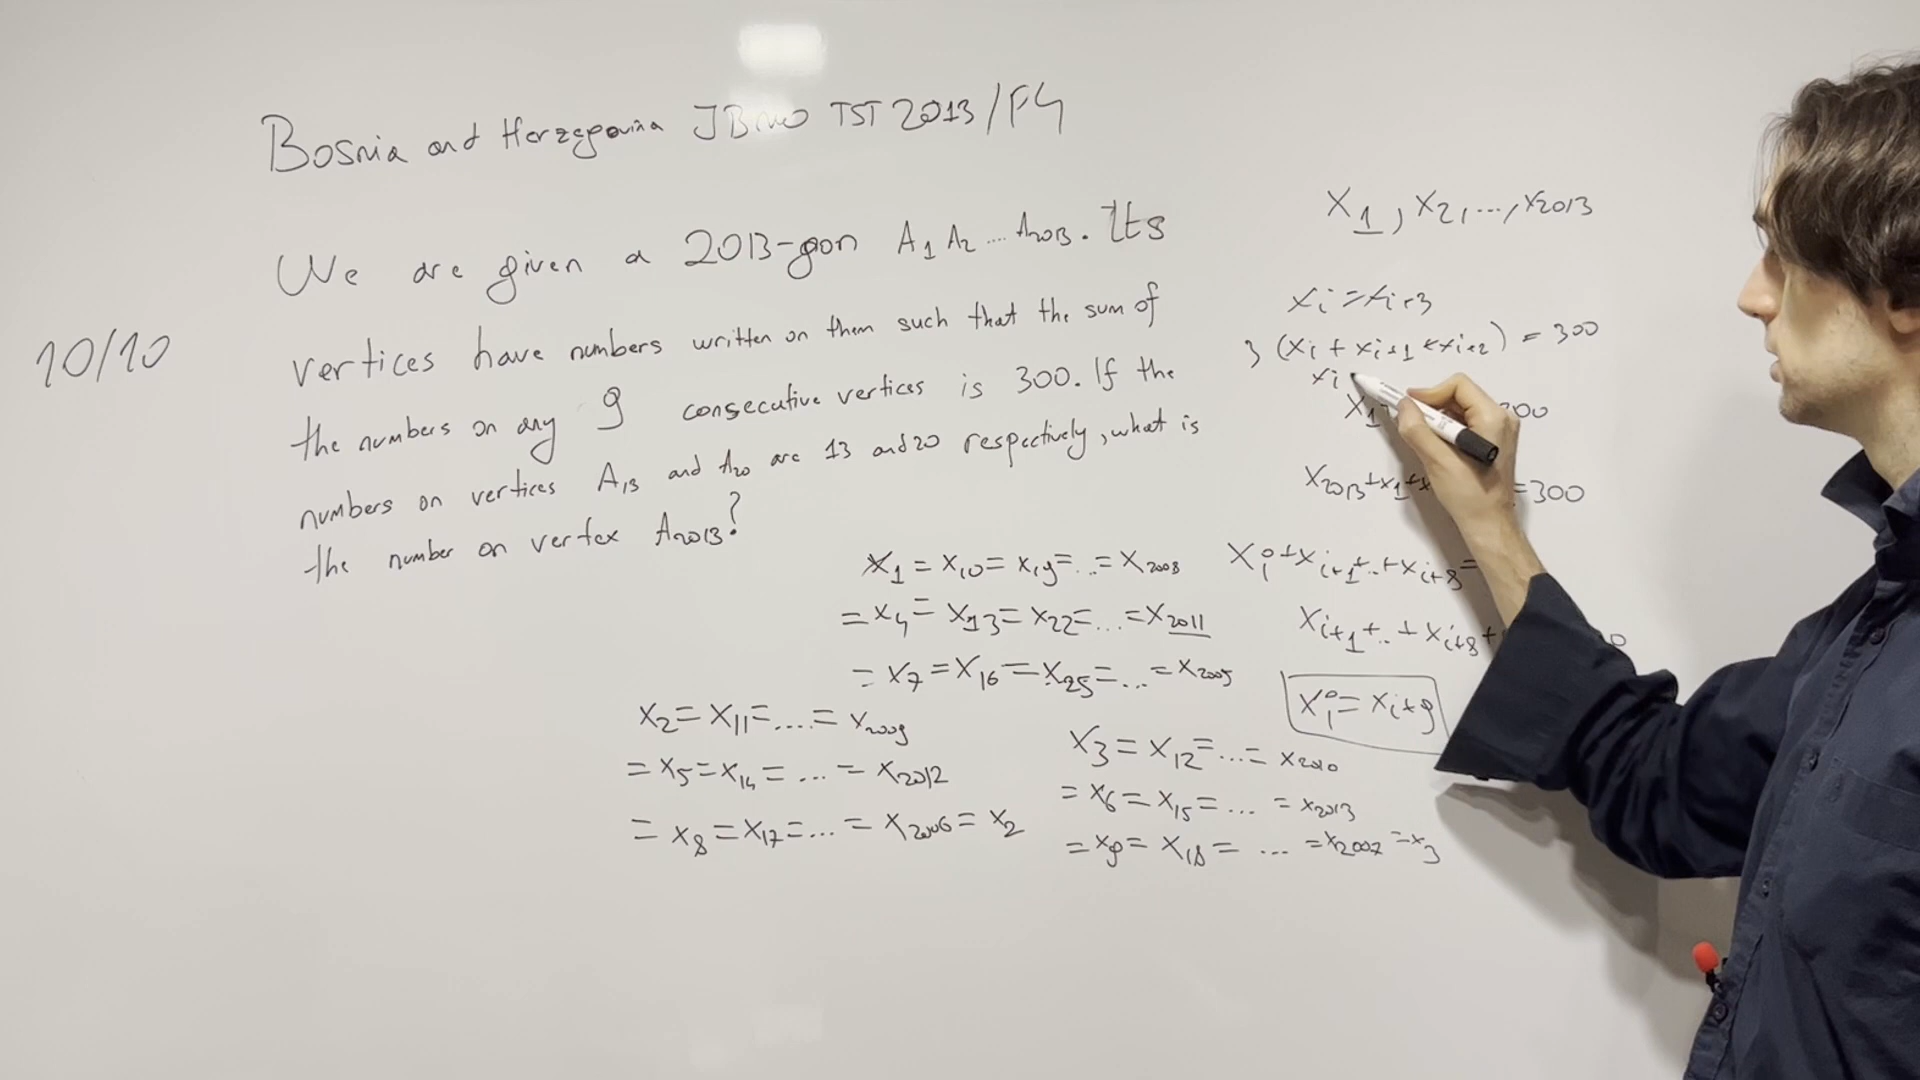 Bosnia and Herzegovina JBMO TST 2013/P4
We are given a 2013-gon A₁ A₂ .... A₂₀₁₃. Its
vertices have numbers written on them such that the sum of
the numbers on any 9 consecutive vertices is 300. If the
numbers on vertices A₁₃ and A₂₀ are 13 and 20 respectively, what is
the number on vertex A₂₀₁₃?
10/10
x₁, x₂, ..., x₂₀₁₃
xᵢ = xᵢ₊₃
3 (xᵢ + xᵢ₊₁ + xᵢ₊₂) = 300
xᵢ
x₁
x₂₀₁₃+x₁+x =300
xᵢ+xᵢ₊₁+..+xᵢ₊₈=
xᵢ₊₁+..+xᵢ₊₈+
xᵢ = xᵢ₊₉
x₁ = x₁₀ = x₁₉ = ... = x₂₀₀₈
= x₄ = x₁₃ = x₂₂ = ... = x₂₀₁₁
= x₇ = x₁₆ = x₂₅ = ... = x₂₀₀₅
x₂ = x₁₁ = .... = x₂₀₀₉
= x₅ = x₁₄ = ... = x₂₀₁₂
= x₈ = x₁₇ = ... = x₂₀₀₆ = x₂
x₃ = x₁₂ = ... = x₂₀₁₀
= x₆ = x₁₅ = ... = x₂₀₁₃
= x₉ = x₁₈ = ... = x₂₀₀₇ = x₃